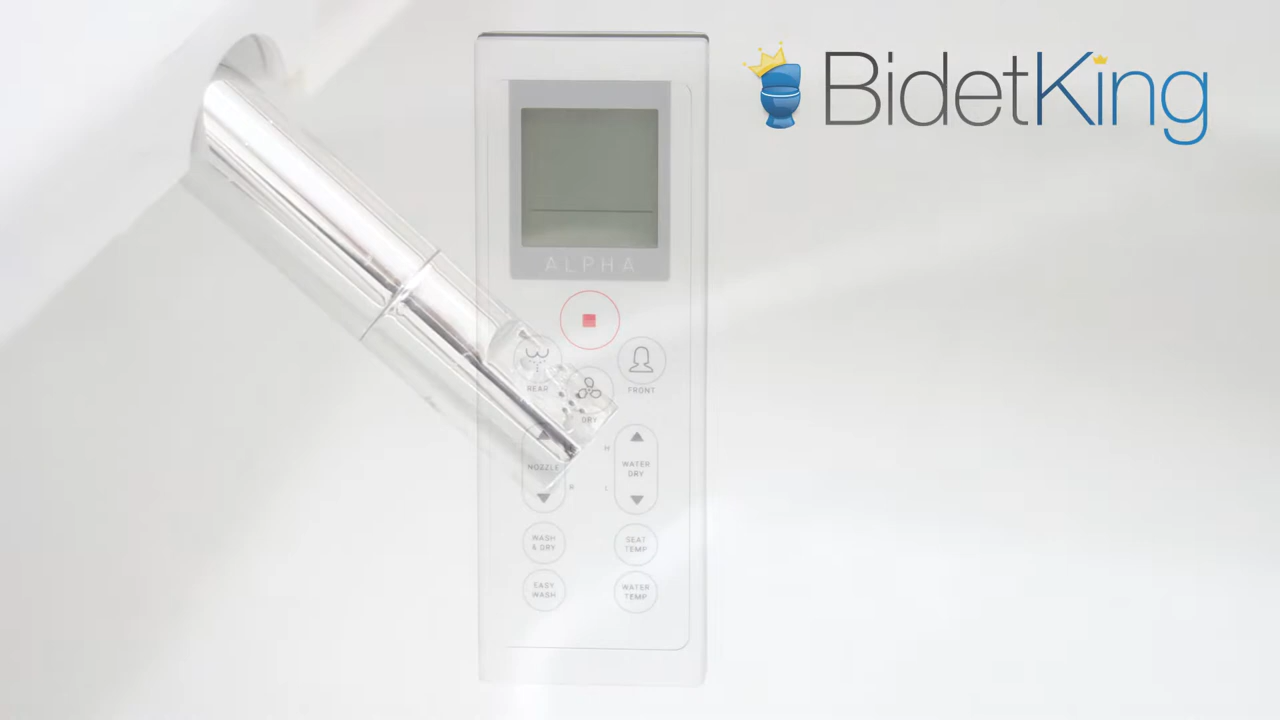 BidetKing
ALPHA
REAR
FRONT
DRY
H
NOZZLE
WATER
DRY
R
L
WASH
& DRY
SEAT
TEMP
EASY
WASH
WATER
TEMP